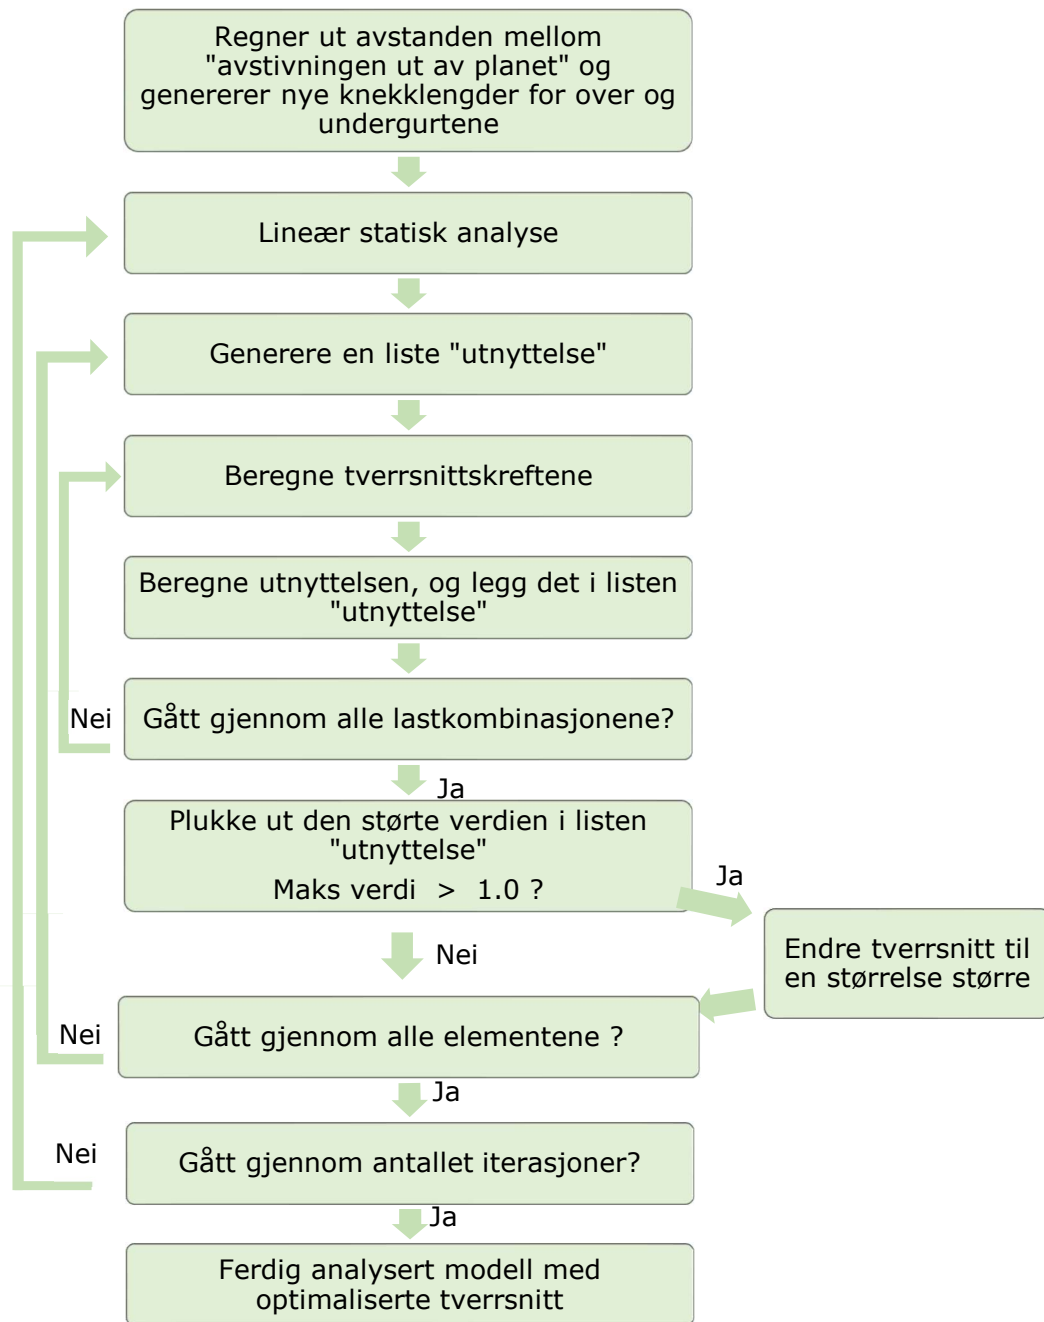 Regner ut avstanden mellom
"avstivningen ut av planet" og
genererer nye knekklengder for over og
undergurtene
Lineær statisk analyse
Generere en liste "utnyttelse"
Beregne tverrsnittskreftene
Beregne utnyttelsen, og legg det i listen
"utnyttelse"
Nei
Gått gjennom alle lastkombinasjonene?
Ja
Plukke ut den størte verdien i listen
"utnyttelse"
Maks verdi > 1.0 ?
Ja
Endre tverrsnitt til
en størrelse større
Nei
Nei
Gått gjennom alle elementene ?
Ja
Nei
Gått gjennom antallet iterasjoner?
Ja
Ferdig analysert modell med
optimaliserte tverrsnitt